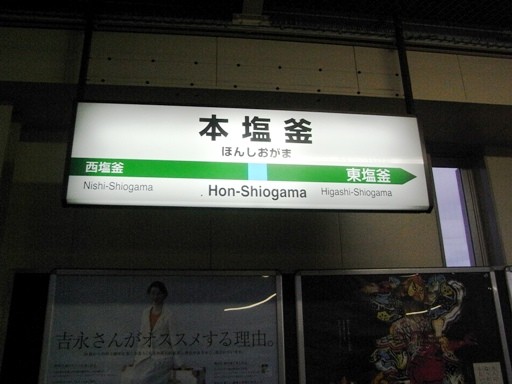 本塩釜
ほんしおがま
西塩釜
東塩釜
Nishi-Shiogama
Hon-Shiogama
Higashi-Shiogama
吉永さんがオススメする理由。